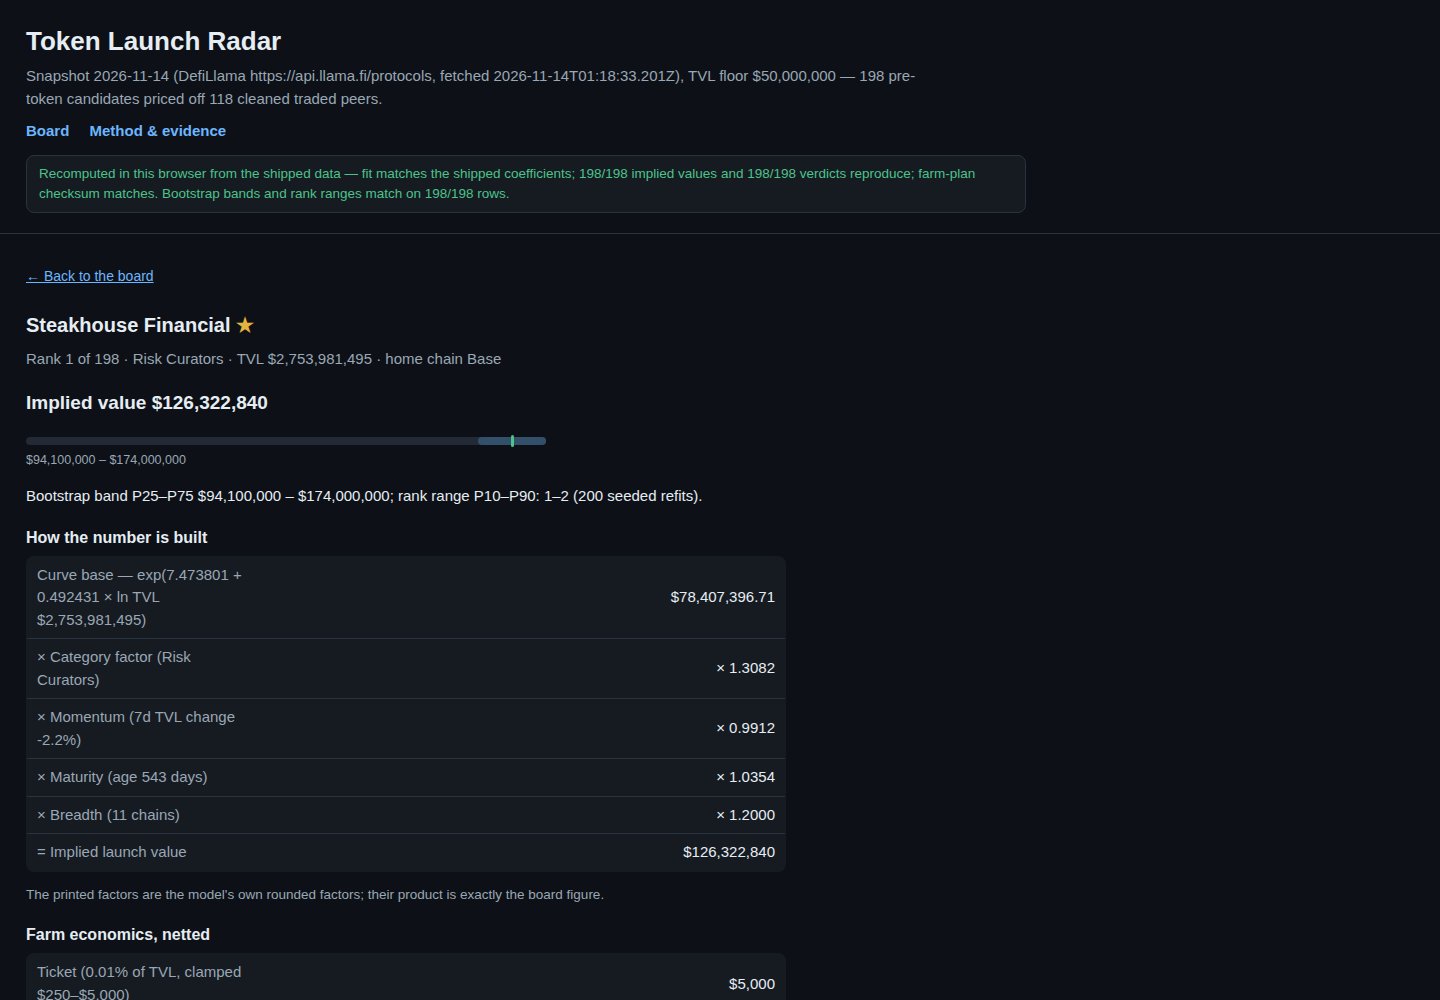 Token Launch Radar
Snapshot 2026-11-14 (DefiLlama https://api.llama.fi/protocols, fetched 2026-11-14T01:18:33.201Z), TVL floor $50,000,000 — 198 pre-
token candidates priced off 118 cleaned traded peers.
Board Method & evidence
Recomputed in this browser from the shipped data — fit matches the shipped coefficients; 198/198 implied values and 198/198 verdicts reproduce; farm-plan
checksum matches. Bootstrap bands and rank ranges match on 198/198 rows.
← Back to the board
Steakhouse Financial ★
Rank 1 of 198 · Risk Curators · TVL $2,753,981,495 · home chain Base
Implied value $126,322,840
$94,100,000 – $174,000,000
Bootstrap band P25–P75 $94,100,000 – $174,000,000; rank range P10–P90: 1–2 (200 seeded refits).
How the number is built
Curve base — exp(7.473801 +
0.492431 × ln TVL
$2,753,981,495)
$78,407,396.71
× Category factor (Risk
Curators)
× 1.3082
× Momentum (7d TVL change
-2.2%)
× 0.9912
× Maturity (age 543 days)
× 1.0354
× Breadth (11 chains)
× 1.2000
= Implied launch value
$126,322,840
The printed factors are the model's own rounded factors; their product is exactly the board figure.
Farm economics, netted
Ticket (0.01% of TVL, clamped
$250–$5,000)
$5,000